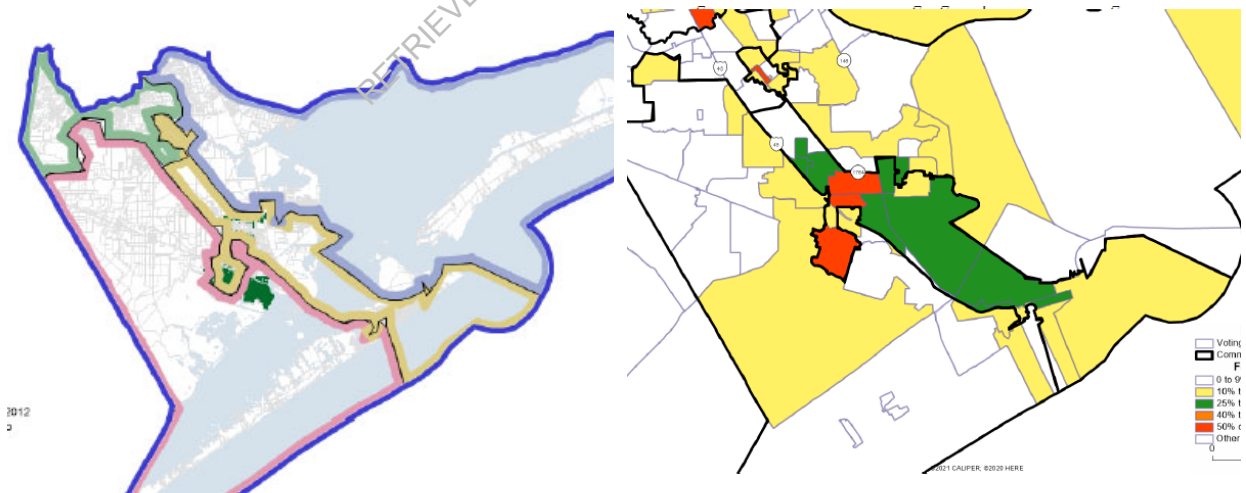 RETRIEVE
2012
45
146
45
1764
Voting
Comm
F
0 to 9
10% t
25% t
40% t
50% o
Other
0
©2021 CALIPER; ©2020 HERE